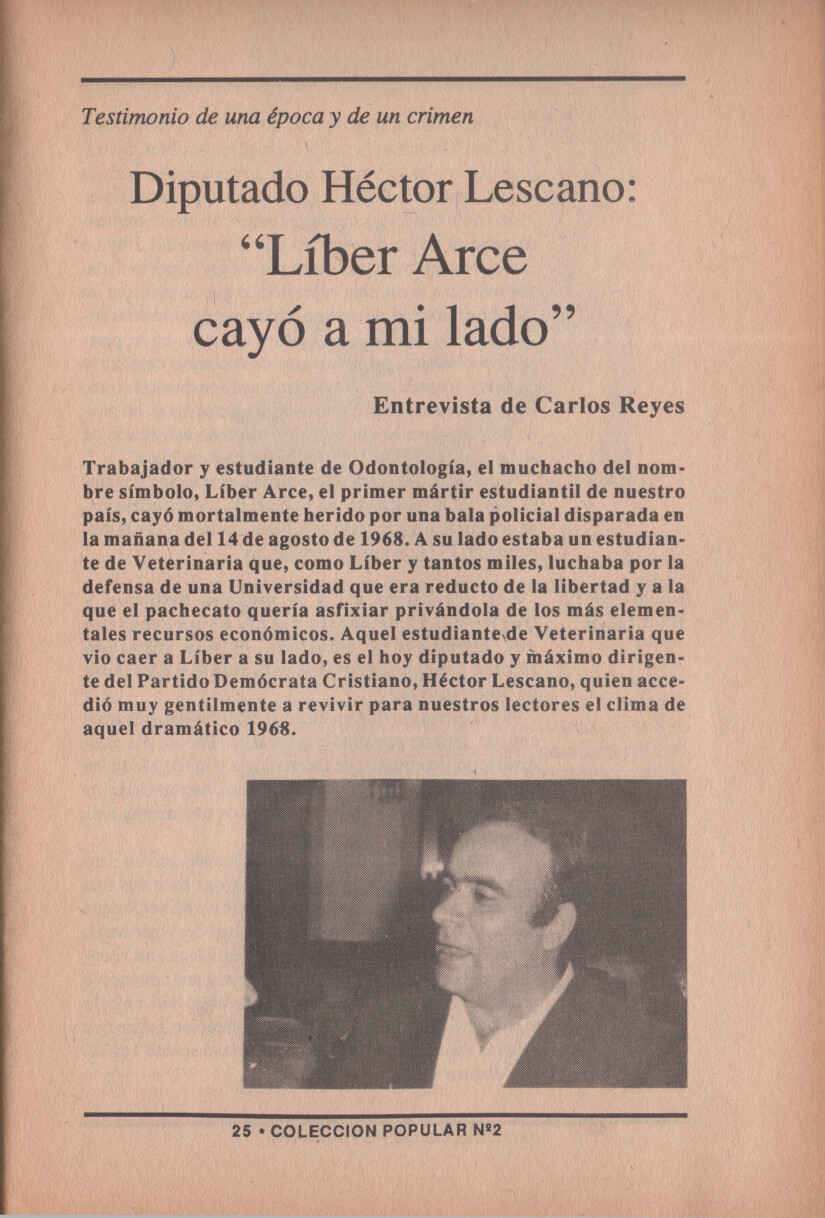 Testimonio de una época y de un crimen
Diputado Héctor Lescano:
“Líber Arce
cayó a mi lado”
Entrevista de Carlos Reyes
Trabajador y estudiante de Odontología, el muchacho del nom-
bre símbolo, Líber Arce, el primer mártir estudiantil de nuestro
país, cayó mortalmente herido por una bala policial disparada en
la mañana del 14 de agosto de 1968. A su lado estaba un estudian-
te de Veterinaria que, como Líber y tantos miles, luchaba por la
defensa de una Universidad que era reducto de la libertad y a la
que el pachecato quería asfixiar privándola de los más elemen-
tales recursos económicos. Aquel estudiante de Veterinaria que
vio caer a Líber a su lado, es el hoy diputado y máximo dirigen-
te del Partido Demócrata Cristiano, Héctor Lescano, quien acce-
dió muy gentilmente a revivir para nuestros lectores el clima de
aquel dramático 1968.
25 * COLECCION POPULAR Nº2